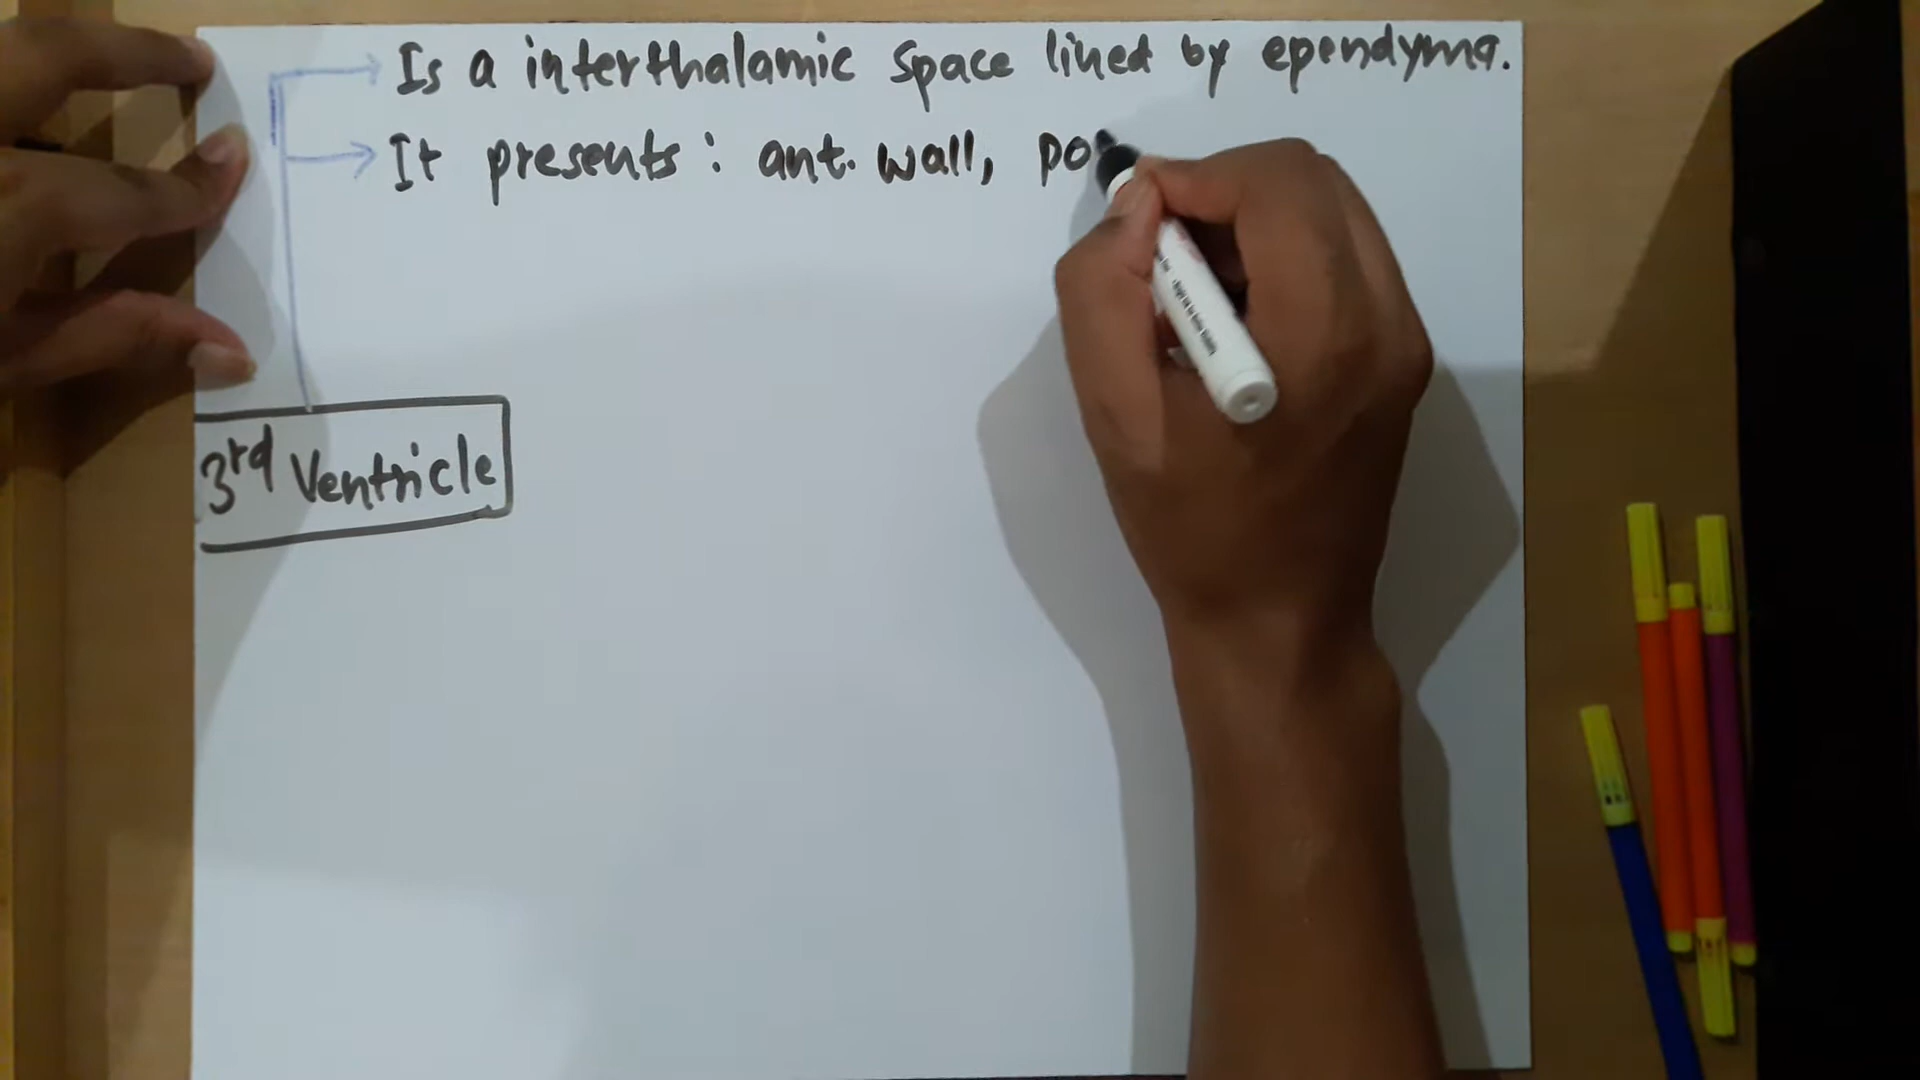 Is a interthalamic space lined by ependyma.
It presents: ant. wall, po
3rd Ventricle